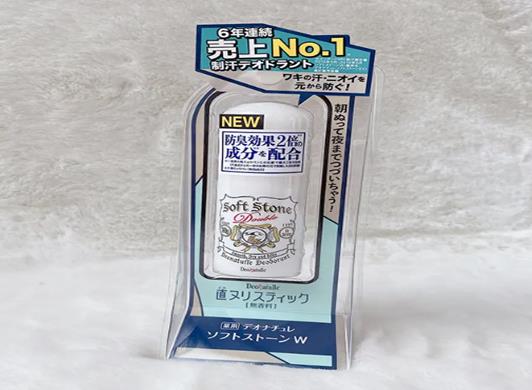 6年連続
売上No.1
制汗デオドラント
ワキの汗・ニオイを
元から防ぐ!
朝ぬって夜までつづいちゃう!
NEW
防臭効果2倍の
成分を配合
Soft Stone
Double
Deonatulle Deodorant
Deonatulle
直ヌリスティック
[無香料]
薬用 デオナチュレ
ソフトストーンW